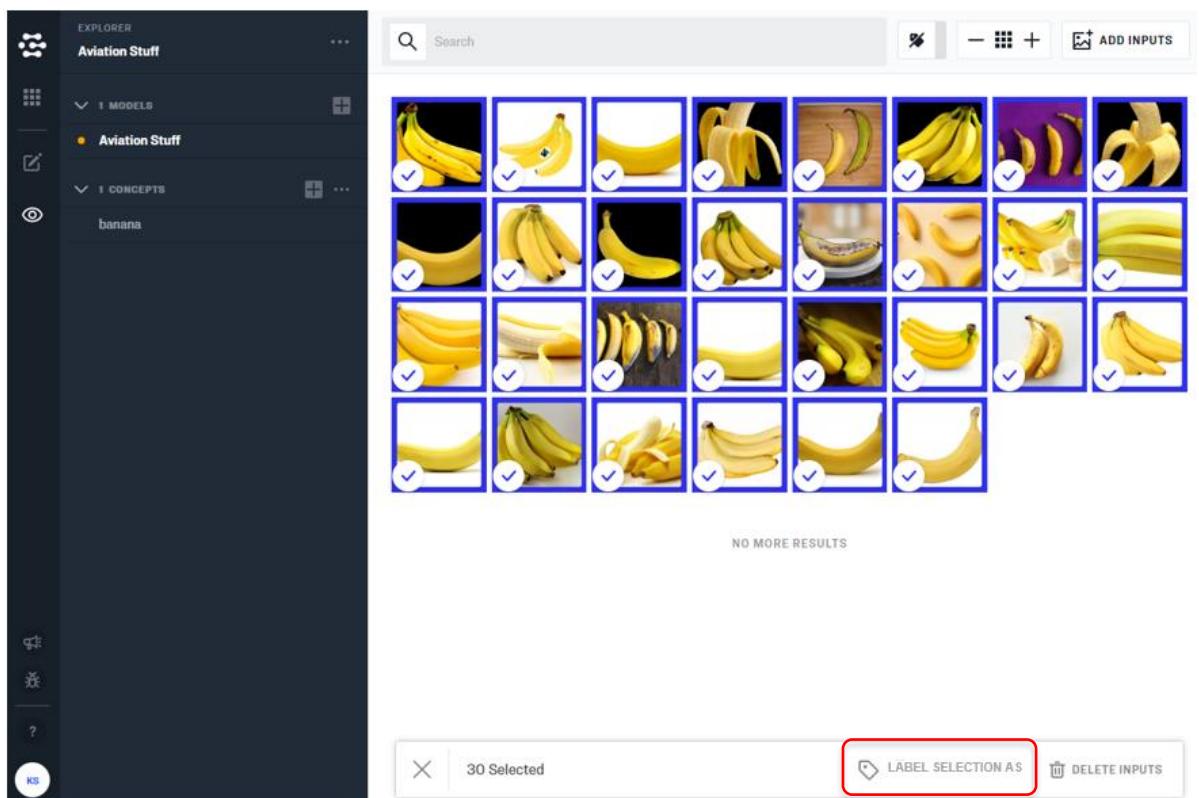 EXPLORER
Aviation Stuff
1 MODELS
Aviation Stuff
1 CONCEPTS
banana
?
KS
Search
ADD INPUTS
NO MORE RESULTS
30 Selected
LABEL SELECTION AS
DELETE INPUTS